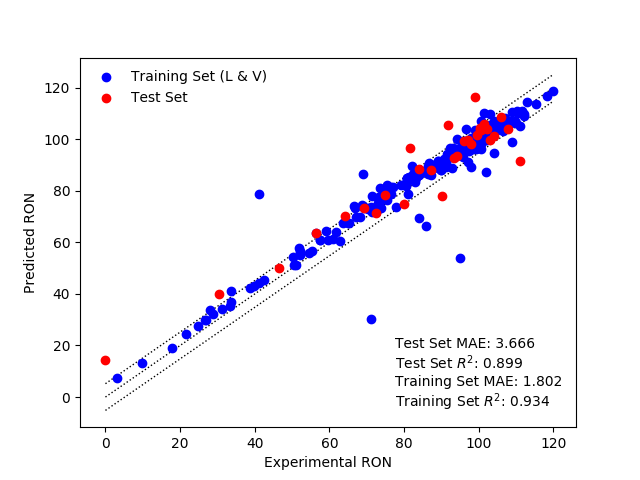 Training Set (L & V)
Test Set
120
100
80
60
40
20
0
Predicted RON
Test Set MAE: 3.666
Test Set R²: 0.899
Training Set MAE: 1.802
Training Set R²: 0.934
0 20 40 60 80 100 120
Experimental RON